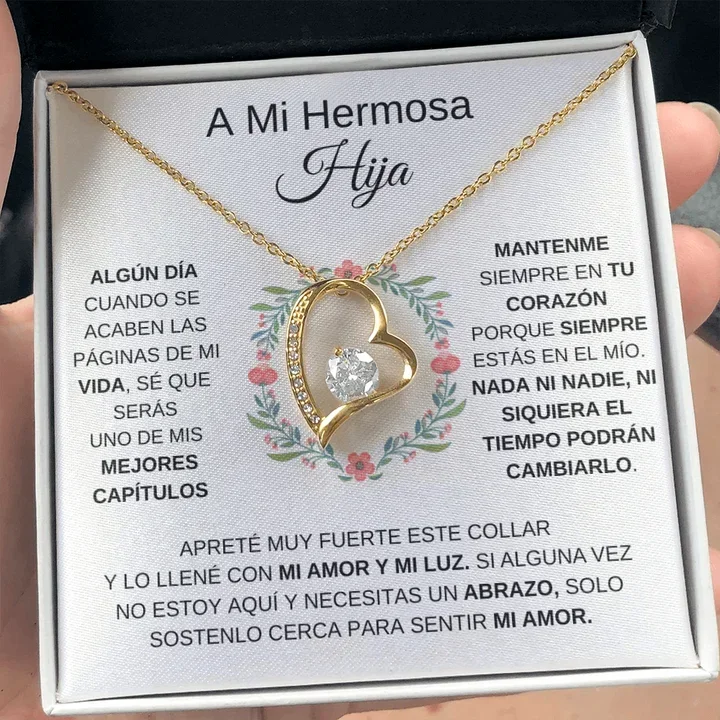 A Mi Hermosa
Hija
ALGÚN DÍA
CUANDO SE
ACABEN LAS
PÁGINAS DE MI
VIDA, SÉ QUE
SERÁS
UNO DE MIS
MEJORES
CAPÍTULOS
MANTENME
SIEMPRE EN TU
CORAZÓN
PORQUE SIEMPRE
ESTÁS EN EL MÍO.
NADA NI NADIE, NI
SIQUIERA EL
TIEMPO PODRÁN
CAMBIARLO.
APRETÉ MUY FUERTE ESTE COLLAR
Y LO LLENÉ CON MI AMOR Y MI LUZ. SI ALGUNA VEZ
NO ESTOY AQUÍ Y NECESITAS UN ABRAZO, SOLO
SOSTENLO CERCA PARA SENTIR MI AMOR.